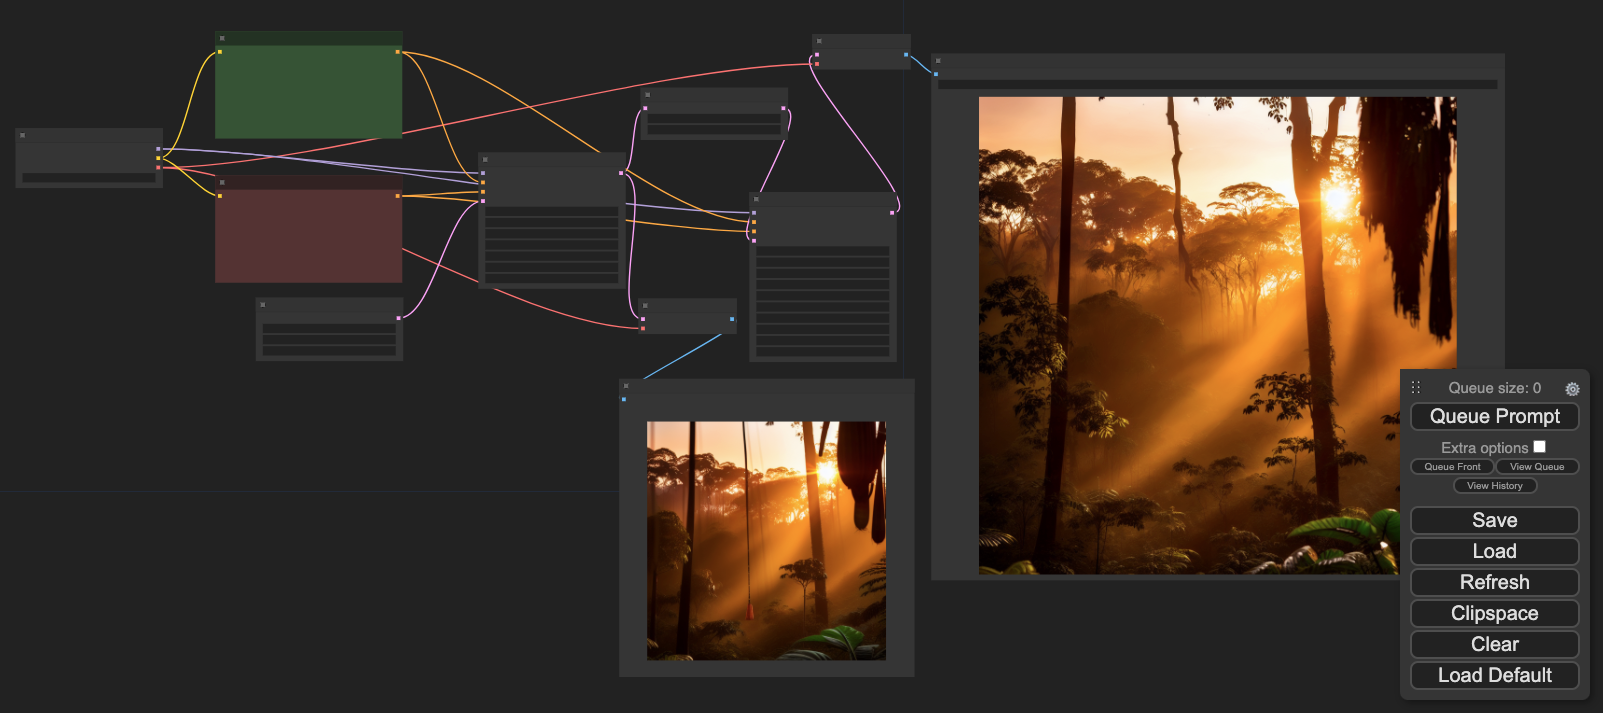 Queue size: 0
Queue Prompt
Extra options
Queue Front View Queue
View History
Save
Load
Refresh
Clipspace
Clear
Load Default